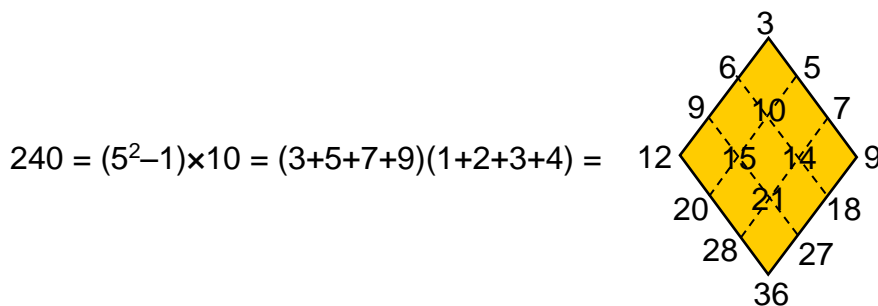 3
6 5
9 10 7
240 = (5²–1)×10 = (3+5+7+9)(1+2+3+4) = 12 15 14 9
20 21 18
28 27
36